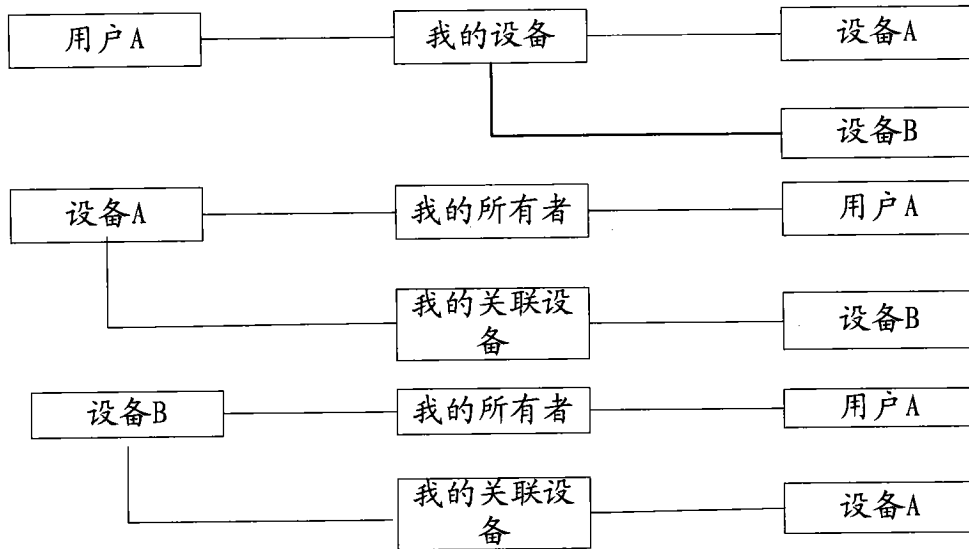 用户A
我的设备
设备A
设备B
设备A
我的所有者
用户A
我的关联设
备
设备B
设备B
我的所有者
用户A
我的关联设
备
设备A